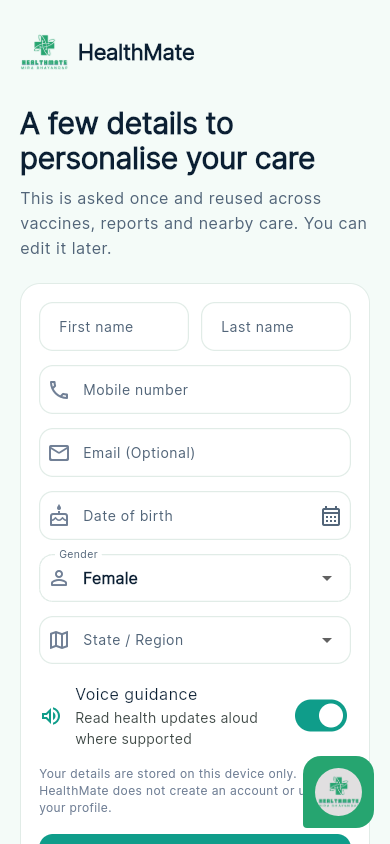 HEALTHMATE
HealthMate
A few details to
personalise your care
This is asked once and reused across
vaccines, reports and nearby care. You can
edit it later.
First name
Last name
Mobile number
Email (Optional)
Date of birth
Gender
Female
State / Region
Voice guidance
Read health updates aloud
where supported
Your details are stored on this device only.
HealthMate does not create an account or
your profile.
HEALTHMATE